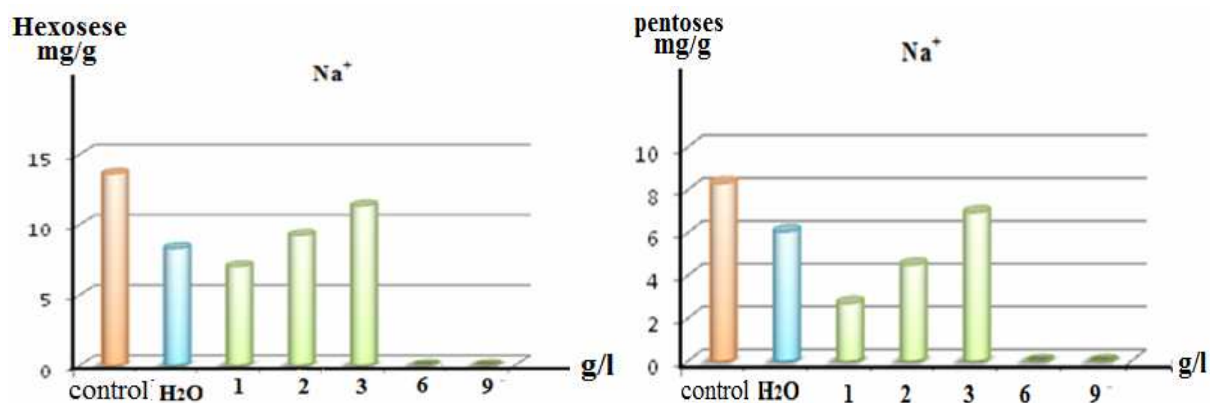 Hexosese
mg/g
Na⁺
15
10
5
0
control H₂O 1 2 3 6 9
g/l
pentoses
mg/g
Na⁺
10
8
6
4
2
0
control H₂O 1 2 3 6 9
g/l